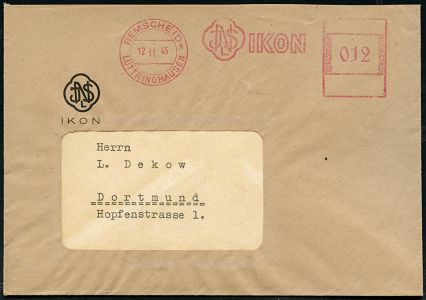 REMSCHEID-
LÜTTRINGHAUSEN
12.11.45
IKON
012
IKON
Herrn
L. Dekow
Dortmund
Hopfenstrasse 1.